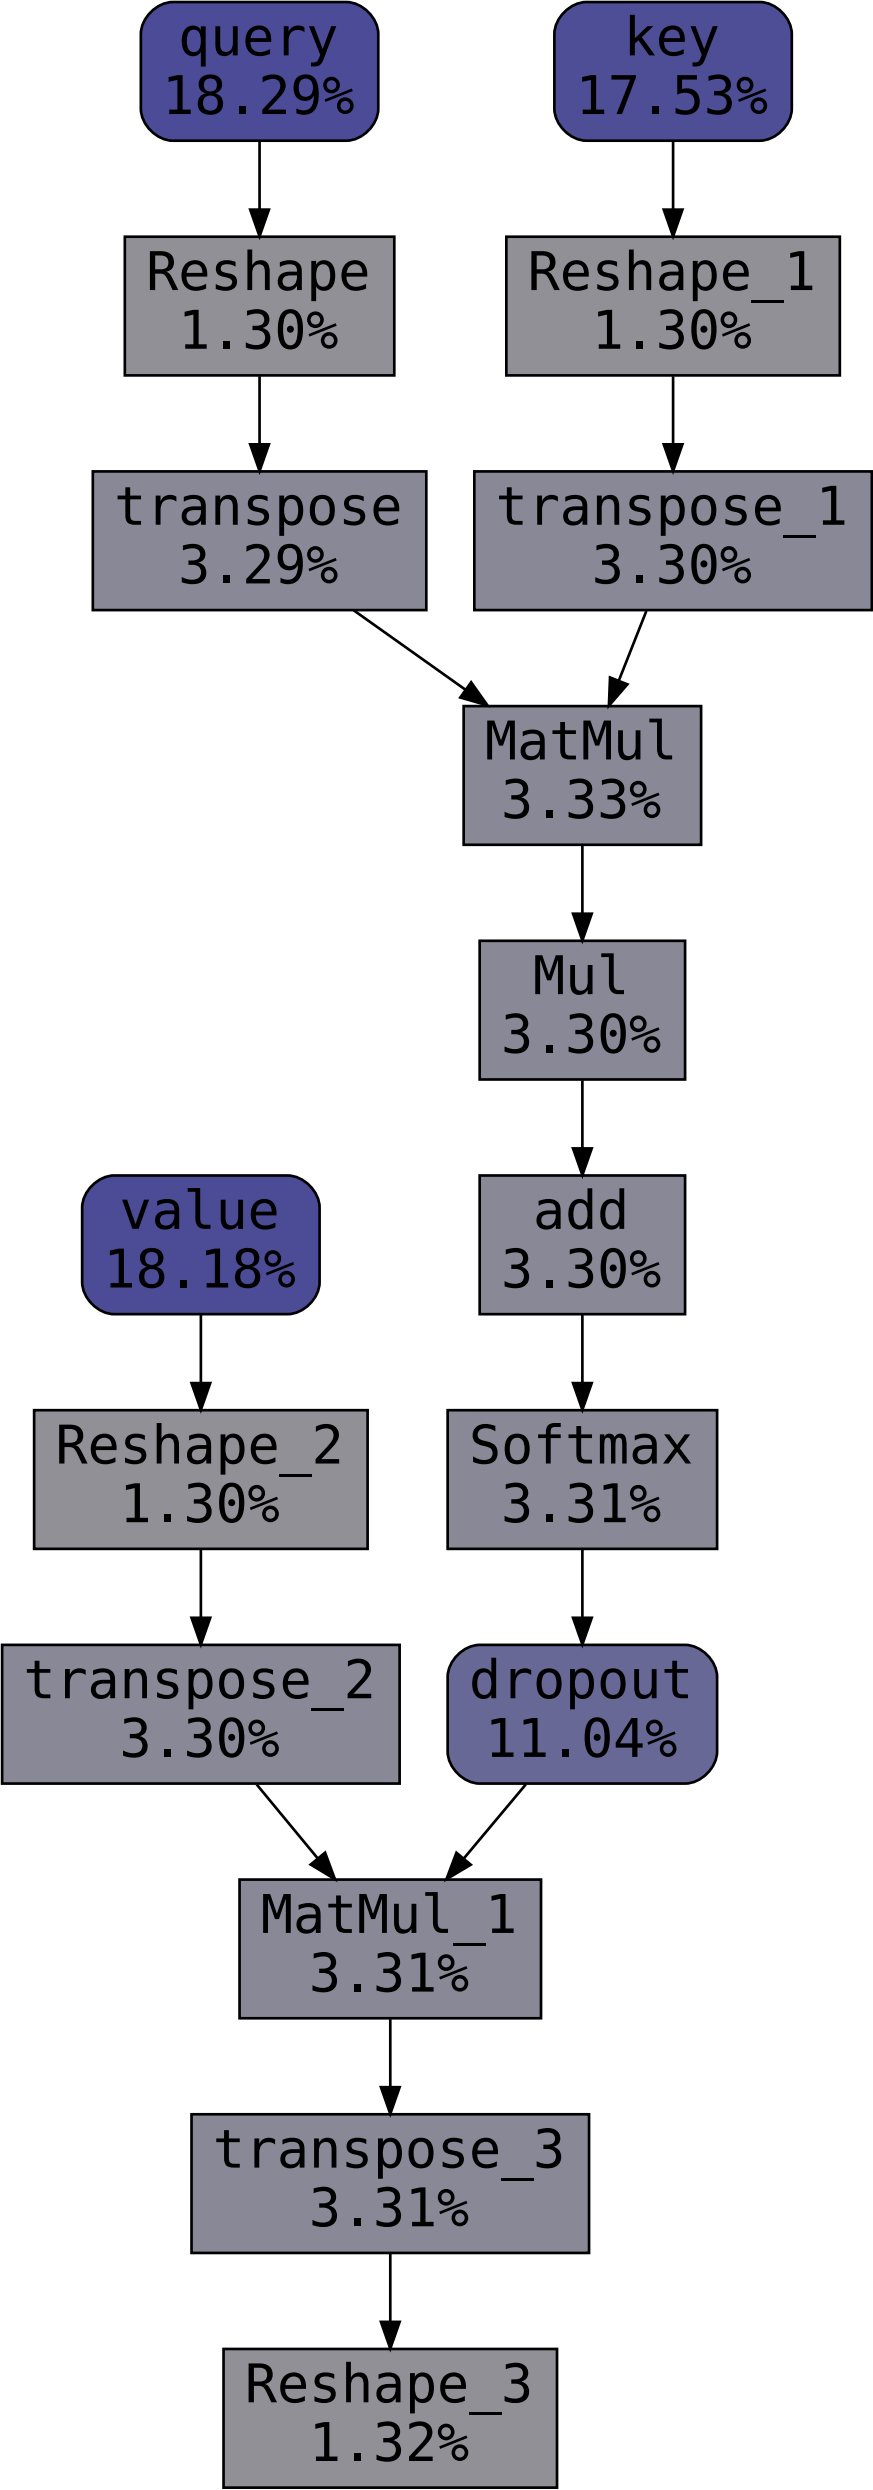 query
18.29%
key
17.53%
Reshape
1.30%
Reshape_1
1.30%
transpose
3.29%
transpose_1
3.30%
MatMul
3.33%
Mul
3.30%
add
3.30%
value
18.18%
Reshape_2
1.30%
Softmax
3.31%
transpose_2
3.30%
dropout
11.04%
MatMul_1
3.31%
transpose_3
3.31%
Reshape_3
1.32%